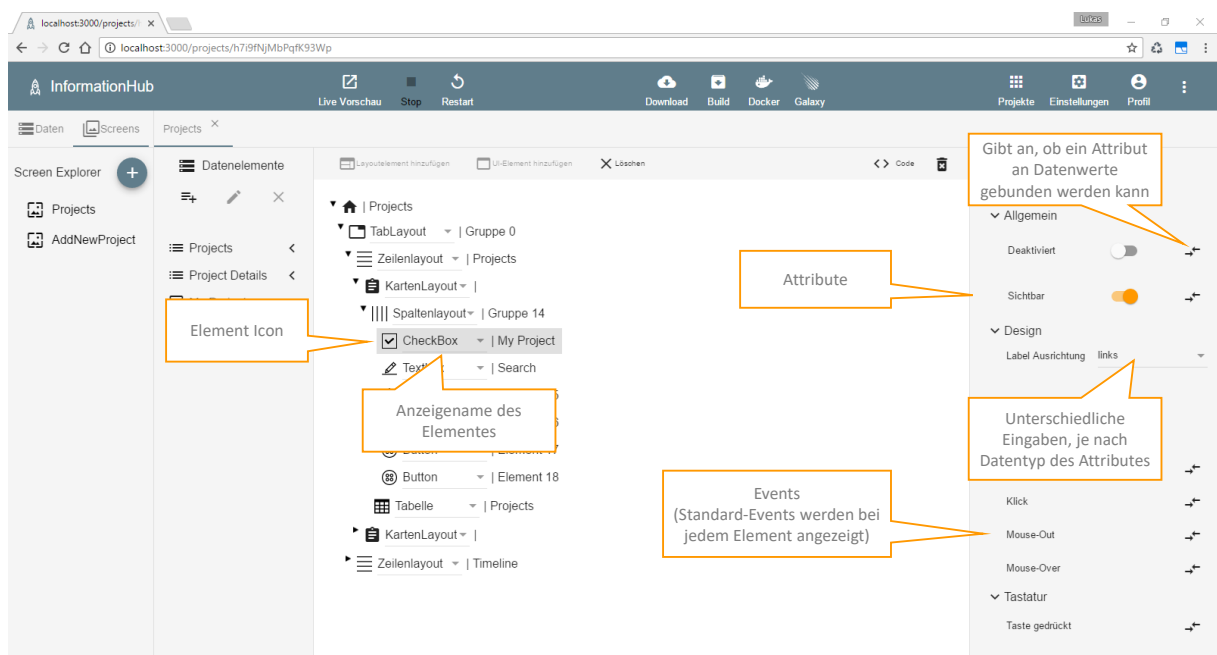 localhost:3000/projects/
Lukas
localhost:3000/projects/h7i9fNjMbPqfK93Wp
InformationHub
Live Vorschau
Stop
Restart
Download
Build
Docker
Galaxy
Projekte
Einstellungen
Profil
Daten
Screens
Projects
Screen Explorer
Projects
AddNewProject
Datenelemente
Projects
Project Details
Layoutelement hinzufügen
UI-Element hinzufügen
Löschen
Code
| Projects
TabLayout | Gruppe 0
Zeilenlayout | Projects
KartenLayout |
Spaltenlayout | Gruppe 14
CheckBox | My Project
| Search
Button | Element 18
Tabelle | Projects
KartenLayout |
Zeilenlayout | Timeline
Element Icon
Anzeigename des
Elementes
Attribute
Events
(Standard-Events werden bei
jedem Element angezeigt)
Gibt an, ob ein Attribut
an Datenwerte
gebunden werden kann
Allgemein
Deaktiviert
Sichtbar
Design
Label Ausrichtung links
Unterschiedliche
Eingaben, je nach
Datentyp des Attributes
Klick
Mouse-Out
Mouse-Over
Tastatur
Taste gedrückt